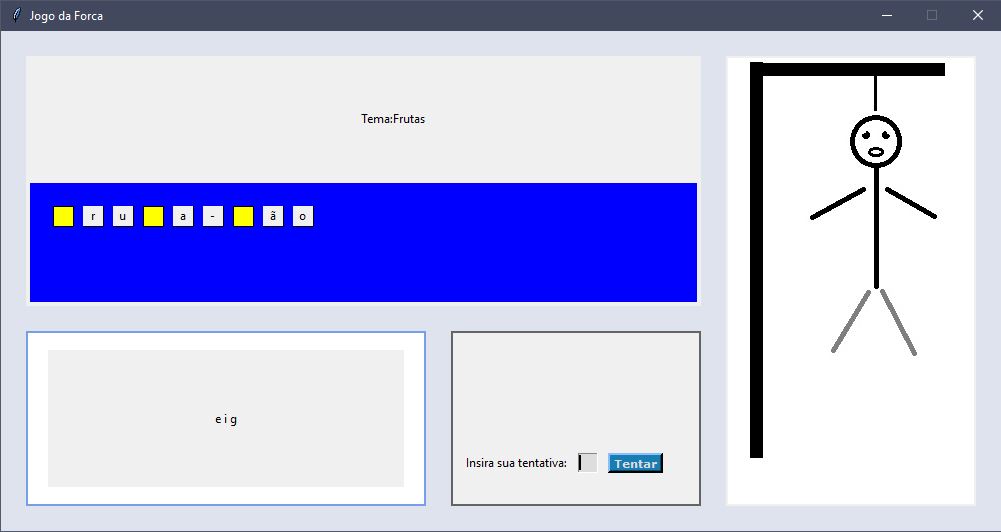 Jogo da Forca
Tema:Frutas
r u a - ã o
e i g
Insira sua tentativa:
Tentar